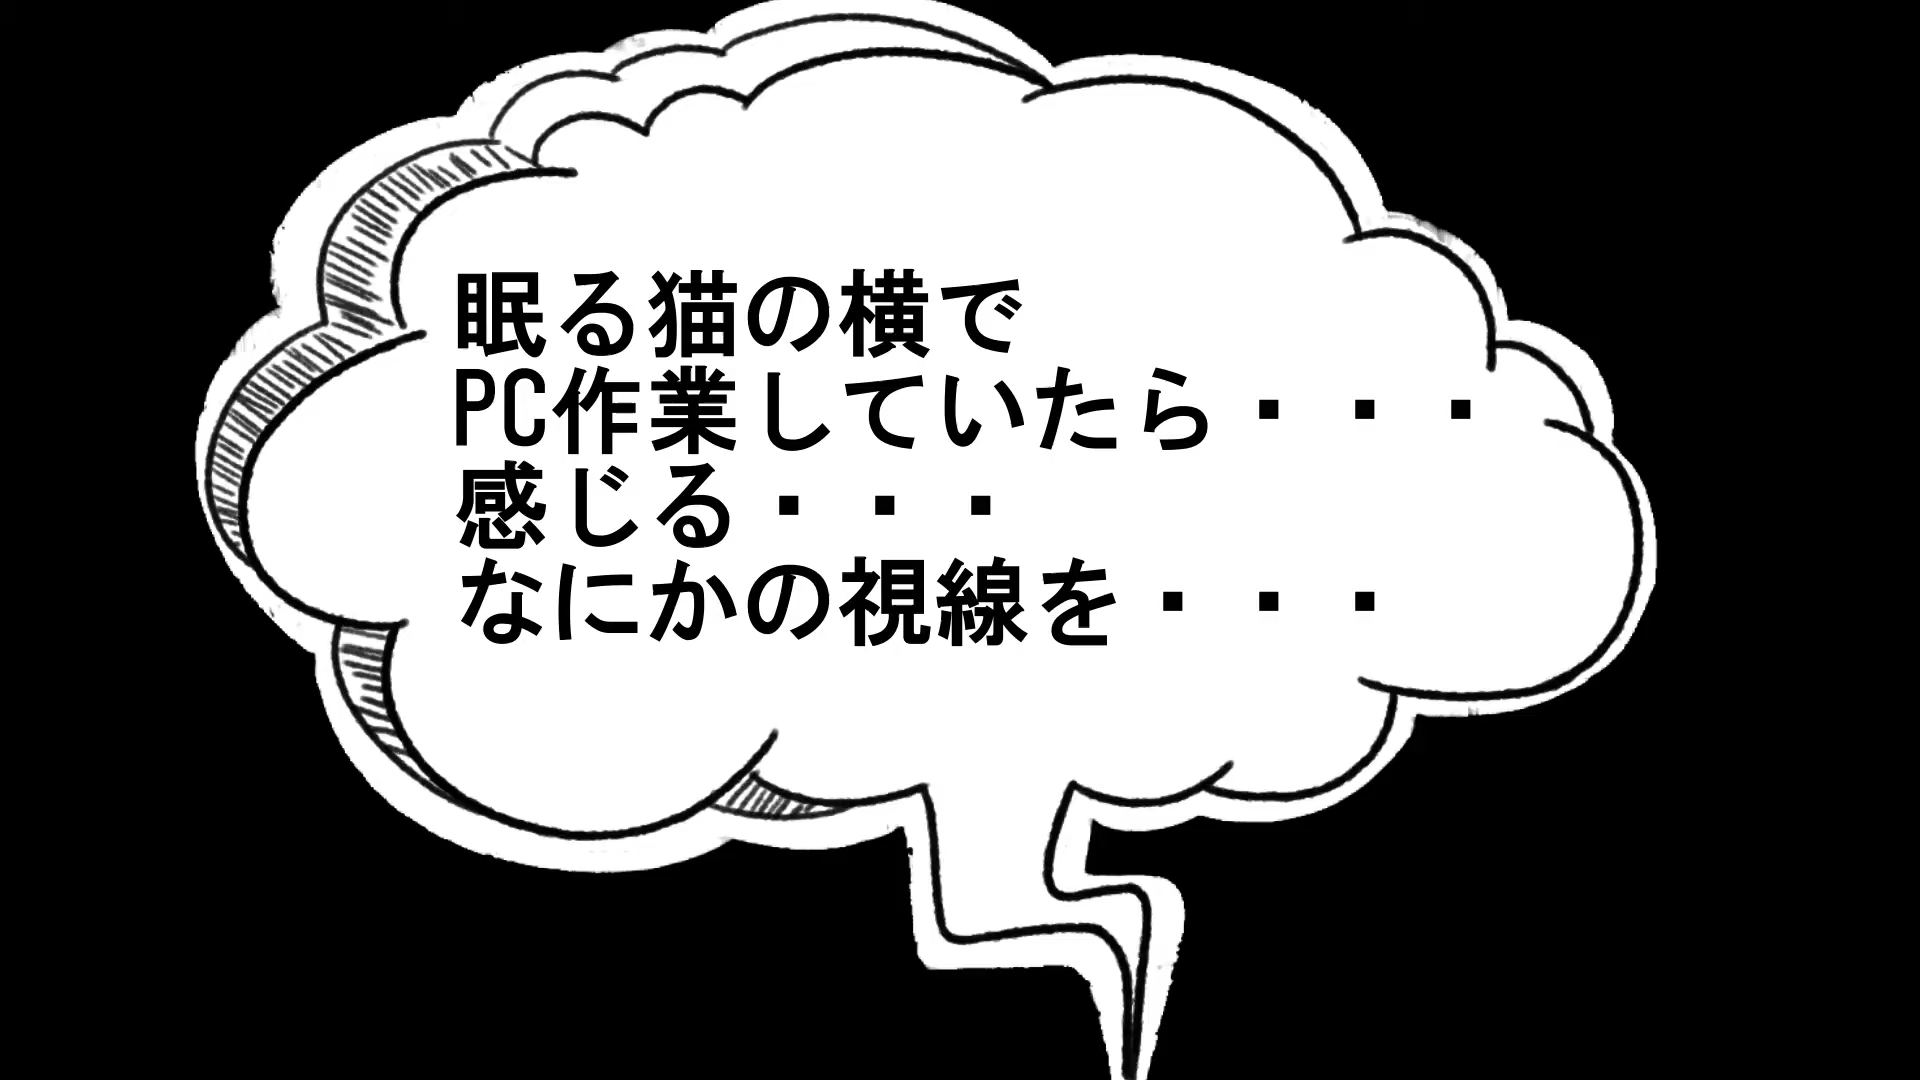 眠る猫の横で
PC作業していたら・・・
感じる・・・
なにかの視線を・・・